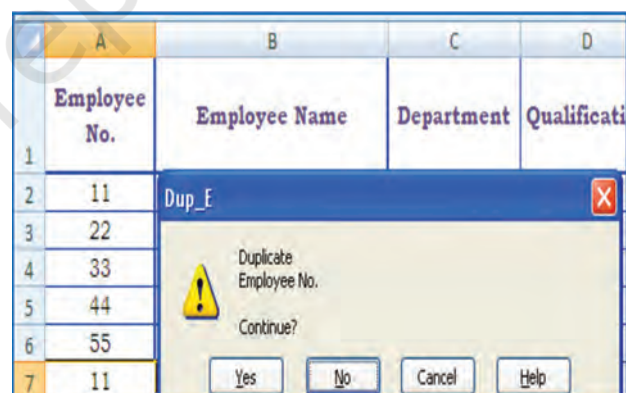 A B C D
1 Employee No. Employee Name Department Qualificati
2 11
3 22
4 33
5 44
6 55
7 11
Dup_E
Duplicate
Employee No.
Continue?
Yes No Cancel Help